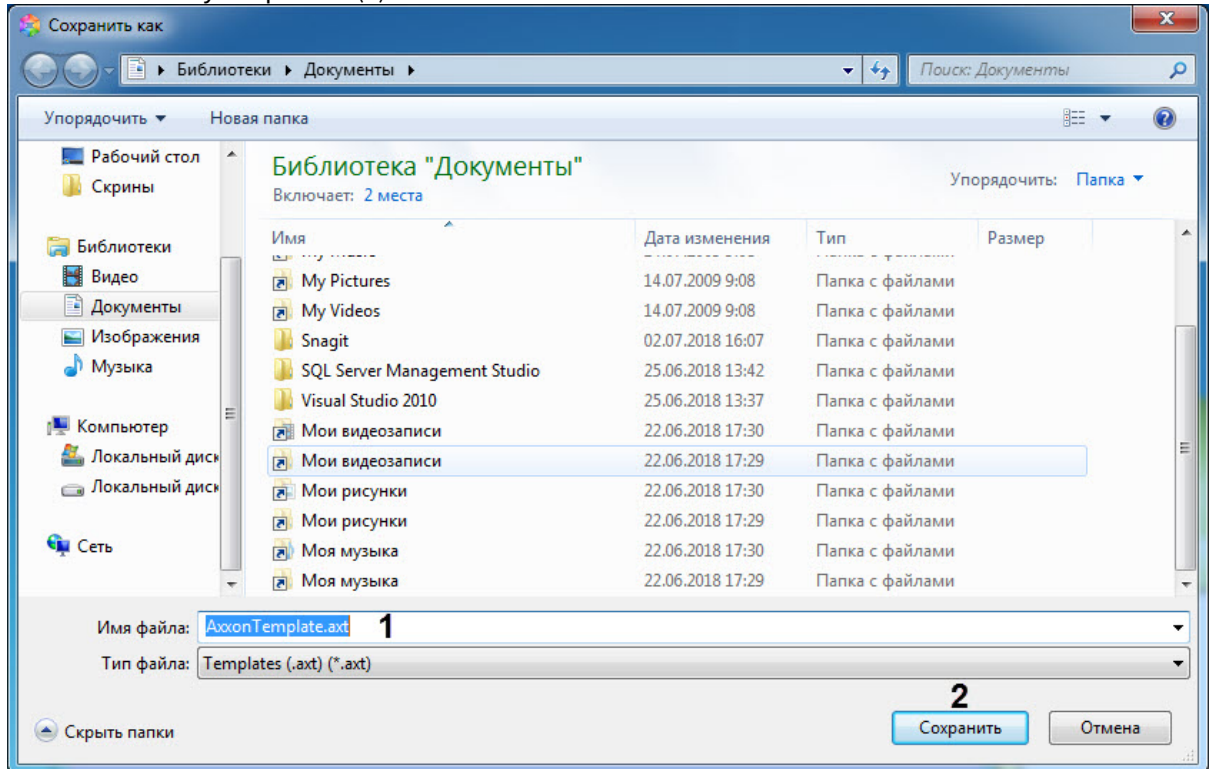 Сохранить как
Библиотеки Документы
Поиск: Документы
Упорядочить Новая папка
Рабочий стол
Скрины
Библиотеки
Видео
Документы
Изображения
Музыка
Компьютер
Локальный диск
Локальный диск
Сеть
Библиотека "Документы"
Включает: 2 места
Упорядочить: Папка
Имя Дата изменения Тип Размер
My Pictures 14.07.2009 9:08 Папка с файлами
My Videos 14.07.2009 9:08 Папка с файлами
Snagit 02.07.2018 16:07 Папка с файлами
SQL Server Management Studio 25.06.2018 13:42 Папка с файлами
Visual Studio 2010 25.06.2018 13:37 Папка с файлами
Мои видеозаписи 22.06.2018 17:30 Папка с файлами
Мои видеозаписи 22.06.2018 17:29 Папка с файлами
Мои рисунки 22.06.2018 17:30 Папка с файлами
Мои рисунки 22.06.2018 17:29 Папка с файлами
Моя музыка 22.06.2018 17:30 Папка с файлами
Моя музыка 22.06.2018 17:29 Папка с файлами
Имя файла: AxxonTemplate.axt 1
Тип файла: Templates (.axt) (*.axt)
2
Скрыть папки Сохранить Отмена